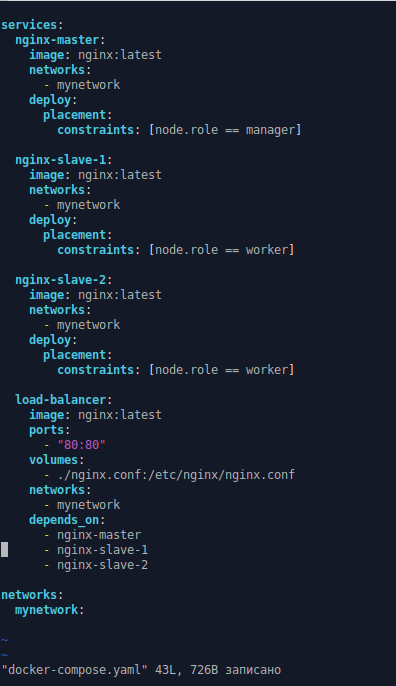 services:
  nginx-master:
    image: nginx:latest
    networks:
      - mynetwork
    deploy:
      placement:
        constraints: [node.role == manager]

  nginx-slave-1:
    image: nginx:latest
    networks:
      - mynetwork
    deploy:
      placement:
        constraints: [node.role == worker]

  nginx-slave-2:
    image: nginx:latest
    networks:
      - mynetwork
    deploy:
      placement:
        constraints: [node.role == worker]

  load-balancer:
    image: nginx:latest
    ports:
      - "80:80"
    volumes:
      - ./nginx.conf:/etc/nginx/nginx.conf
    networks:
      - mynetwork
    depends_on:
      - nginx-master
      - nginx-slave-1
      - nginx-slave-2

networks:
  mynetwork:

~
~
"docker-compose.yaml" 43L, 726B записано